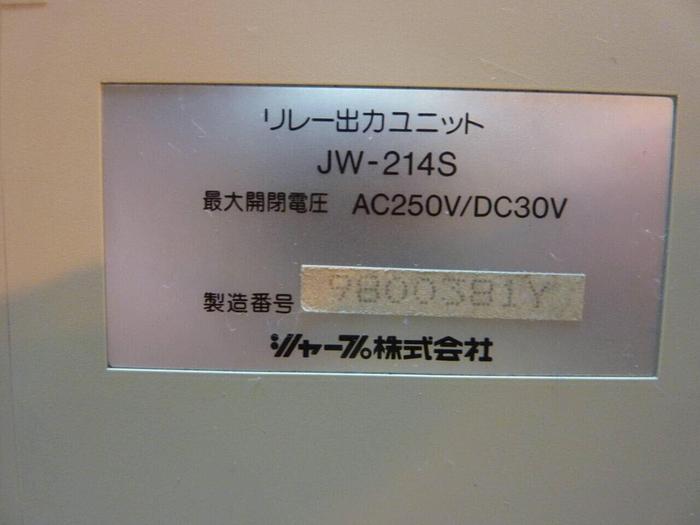 リレー出力ユニット
JW-214S
最大開閉電圧 AC250V/DC30V
製造番号 9800381Y
シャープ株式会社